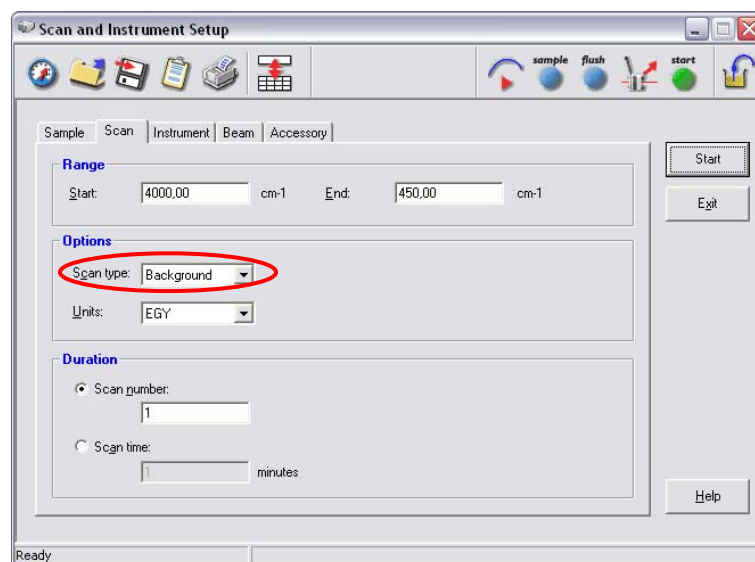 Scan and Instrument Setup
sample flush start
Sample Scan Instrument Beam Accessory
Range
Start: 4000,00 cm-1 End: 450,00 cm-1
Options
Scan type: Background
Units: EGY
Duration
Scan number:
1
Scan time:
1 minutes
Start
Exit
Help
Ready